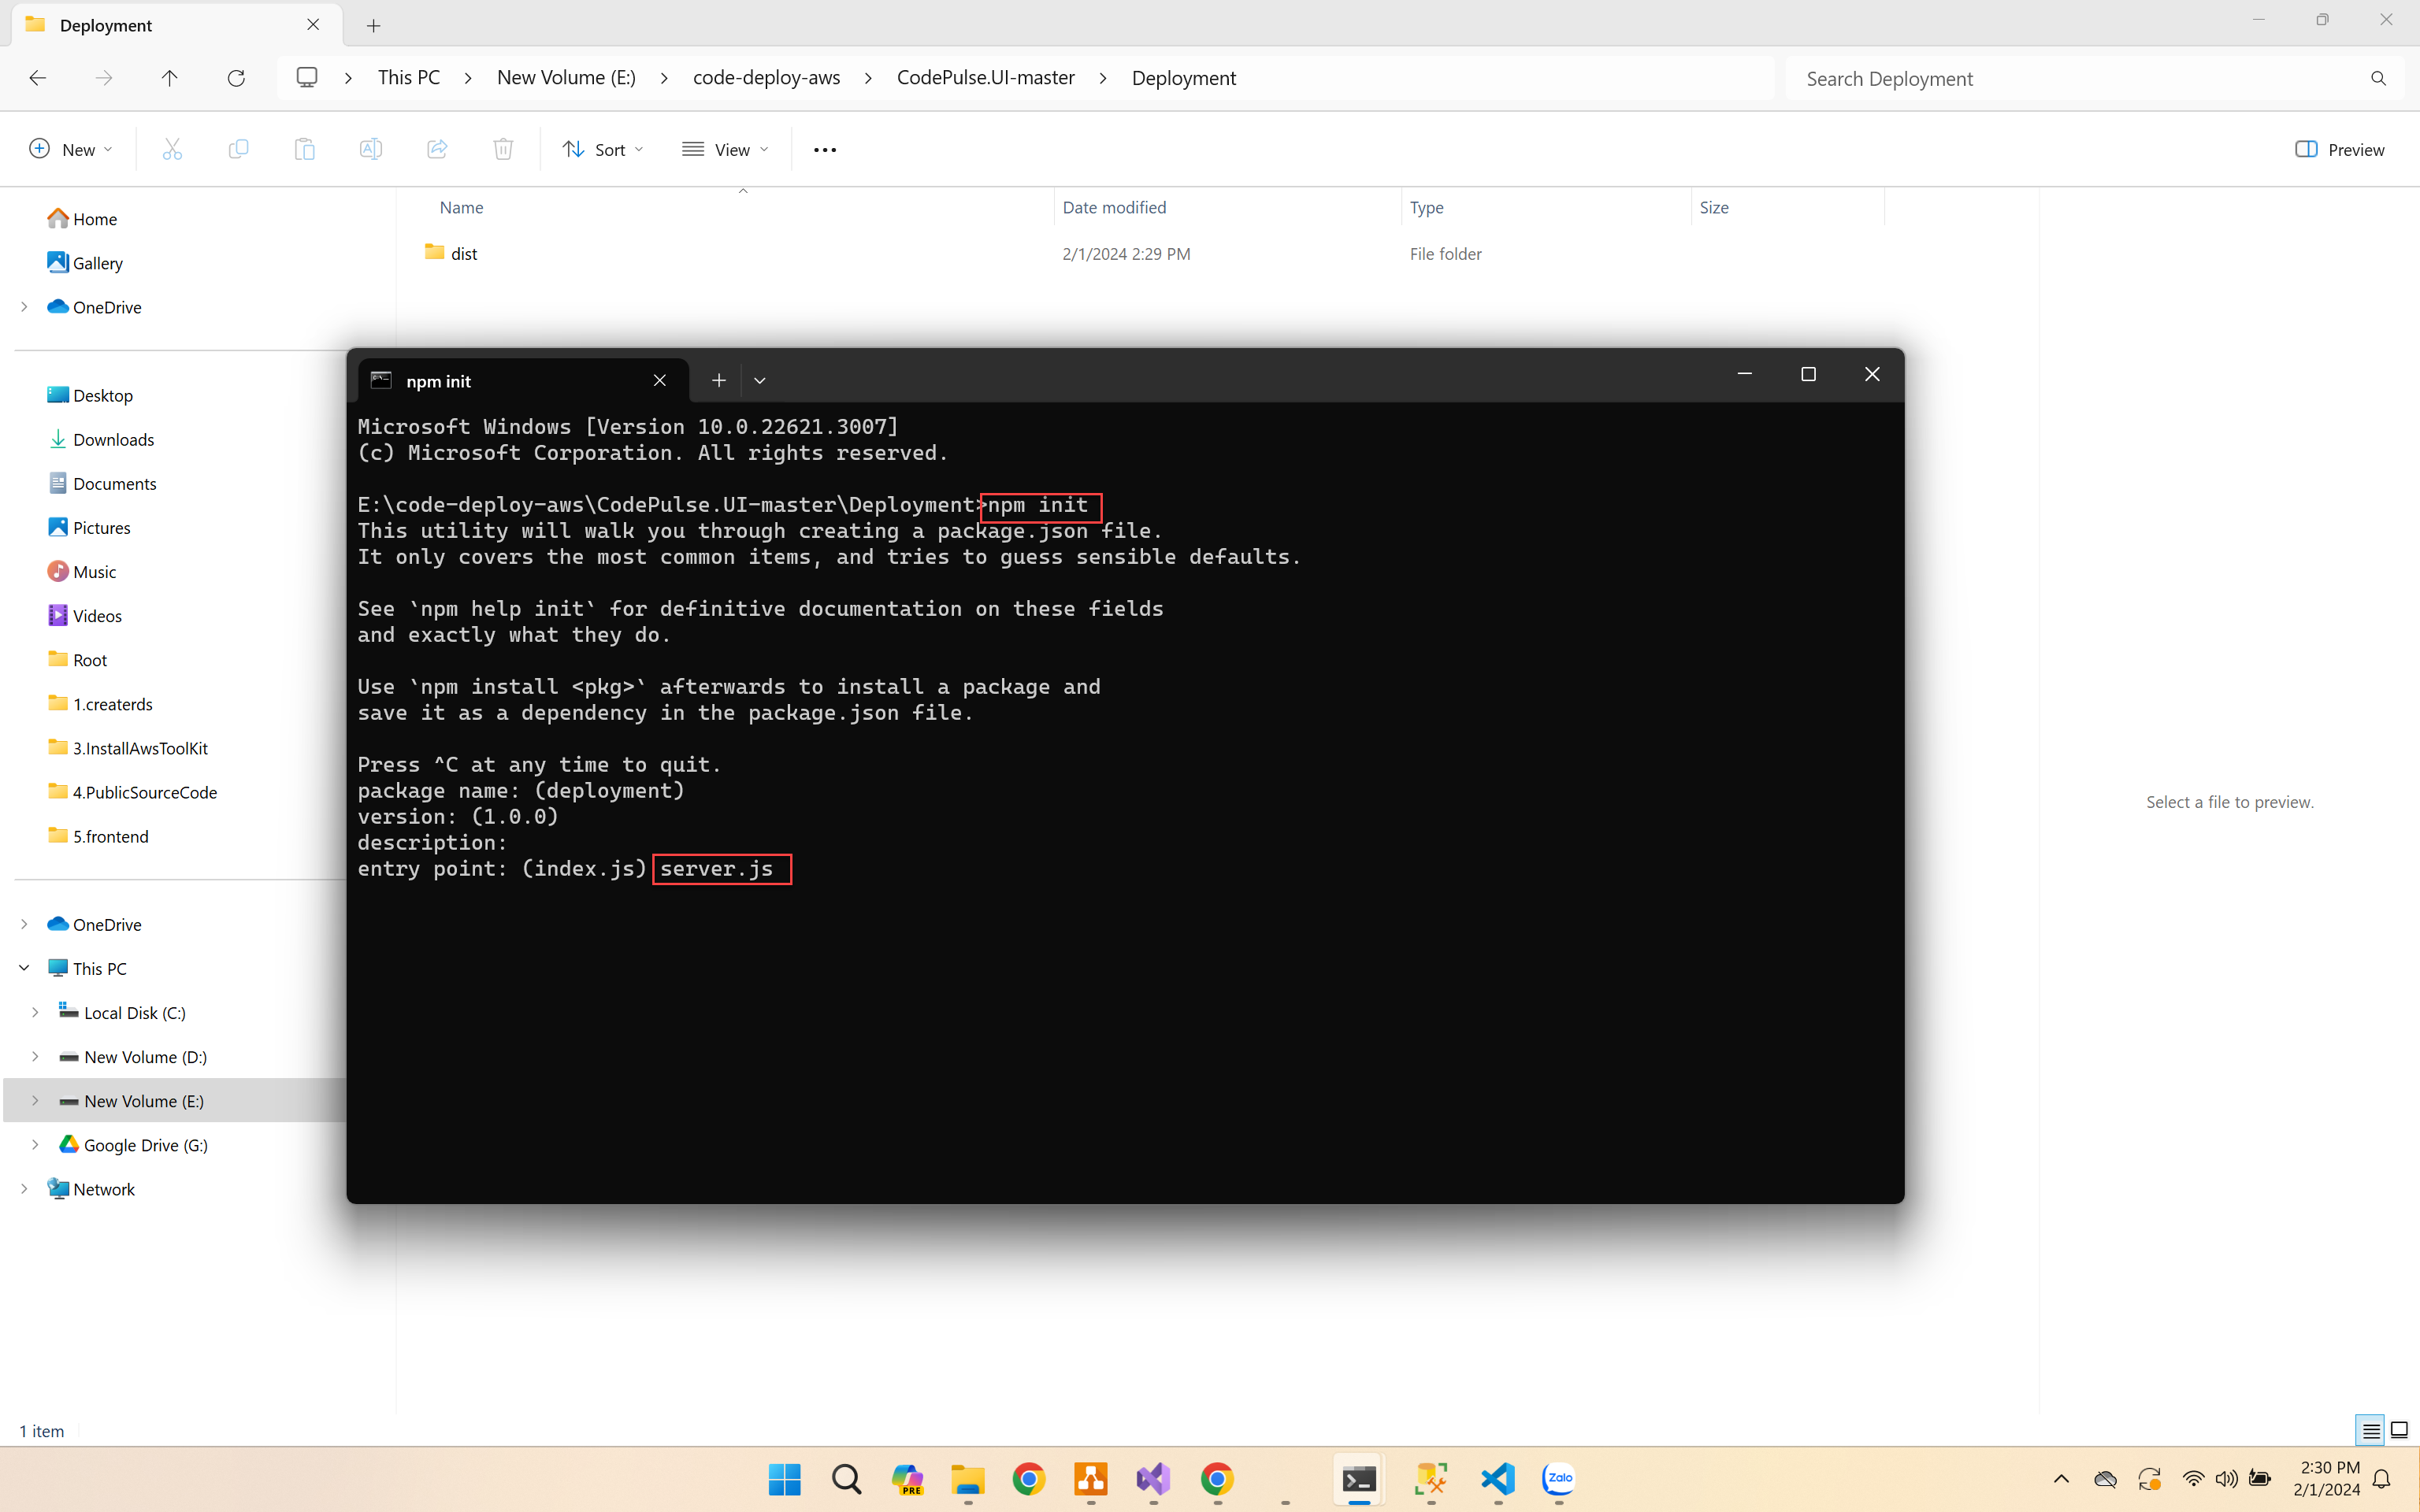 Deployment
This PC > New Volume (E:) > code-deploy-aws > CodePulse.UI-master > Deployment
Search Deployment
New
Sort
View
Preview
Name
Date modified
Type
Size
dist
2/1/2024 2:29 PM
File folder
Home
Gallery
OneDrive
Desktop
Downloads
Documents
Pictures
Music
Videos
Root
1.createrds
3.InstallAwsToolKit
4.PublicSourceCode
5.frontend
OneDrive
This PC
Local Disk (C:)
New Volume (D:)
New Volume (E:)
Google Drive (G:)
Network
npm init
Microsoft Windows [Version 10.0.22621.3007]
(c) Microsoft Corporation. All rights reserved.
E:\code-deploy-aws\CodePulse.UI-master\Deployment>npm init
This utility will walk you through creating a package.json file.
It only covers the most common items, and tries to guess sensible defaults.
See `npm help init` for definitive documentation on these fields
and exactly what they do.
Use `npm install <pkg>` afterwards to install a package and
save it as a dependency in the package.json file.
Press ^C at any time to quit.
package name: (deployment)
version: (1.0.0)
description:
entry point: (index.js) server.js
Select a file to preview.
1 item
PRE
Zalo
2:30 PM
2/1/2024